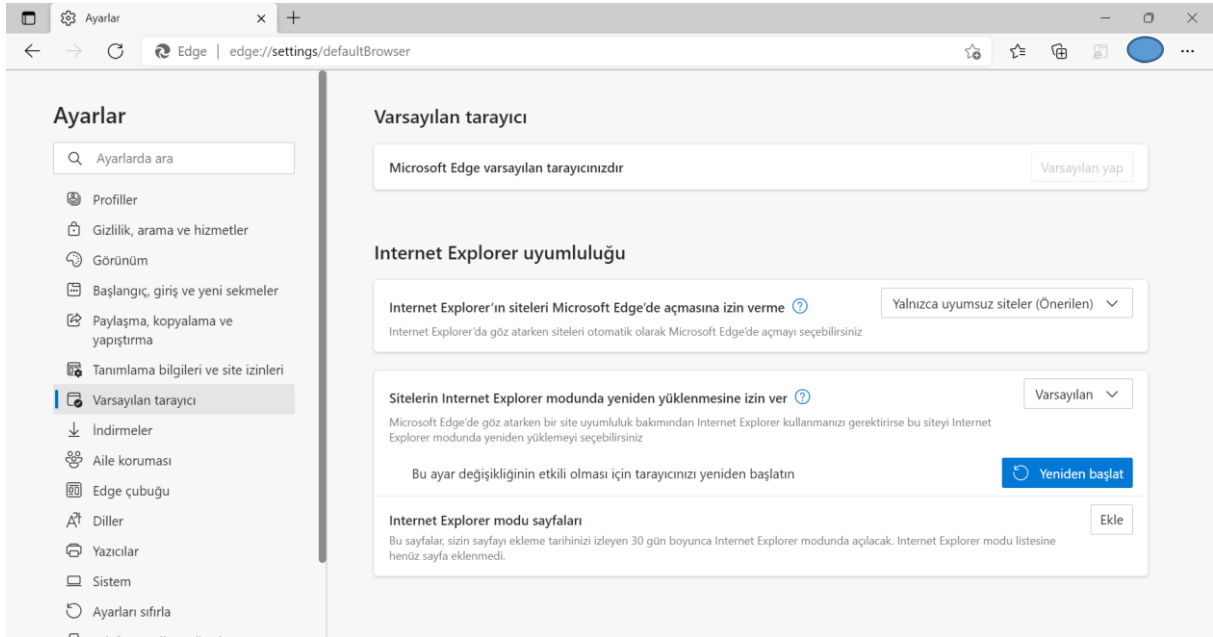 Ayarlar
Edge | edge://settings/defaultBrowser
Ayarlar
Ayarlarda ara
Profiller
Gizlilik, arama ve hizmetler
Görünüm
Başlangıç, giriş ve yeni sekmeler
Paylaşma, kopyalama ve
yapıştırma
Tanımlama bilgileri ve site izinleri
Varsayılan tarayıcı
İndirmeler
Aile koruması
Edge çubuğu
Diller
Yazıcılar
Sistem
Ayarları sıfırla
Varsayılan tarayıcı
Microsoft Edge varsayılan tarayıcınızdır
Varsayılan yap
Internet Explorer uyumluluğu
Internet Explorer'ın siteleri Microsoft Edge'de açmasına izin verme
Yalnızca uyumsuz siteler (Önerilen)
Internet Explorer'da göz atarken siteleri otomatik olarak Microsoft Edge'de açmayı seçebilirsiniz
Sitelerin Internet Explorer modunda yeniden yüklenmesine izin ver
Varsayılan
Microsoft Edge'de göz atarken bir site uyumluluk bakımından Internet Explorer kullanmanızı gerektirirse bu siteyi Internet
Explorer modunda yeniden yüklemeyi seçebilirsiniz
Bu ayar değişikliğinin etkili olması için tarayıcınızı yeniden başlatın
Yeniden başlat
Internet Explorer modu sayfaları
Ekle
Bu sayfalar, sizin sayfayı ekleme tarihinizi izleyen 30 gün boyunca Internet Explorer modunda açılacak. Internet Explorer modu listesine
henüz sayfa eklenmedi.